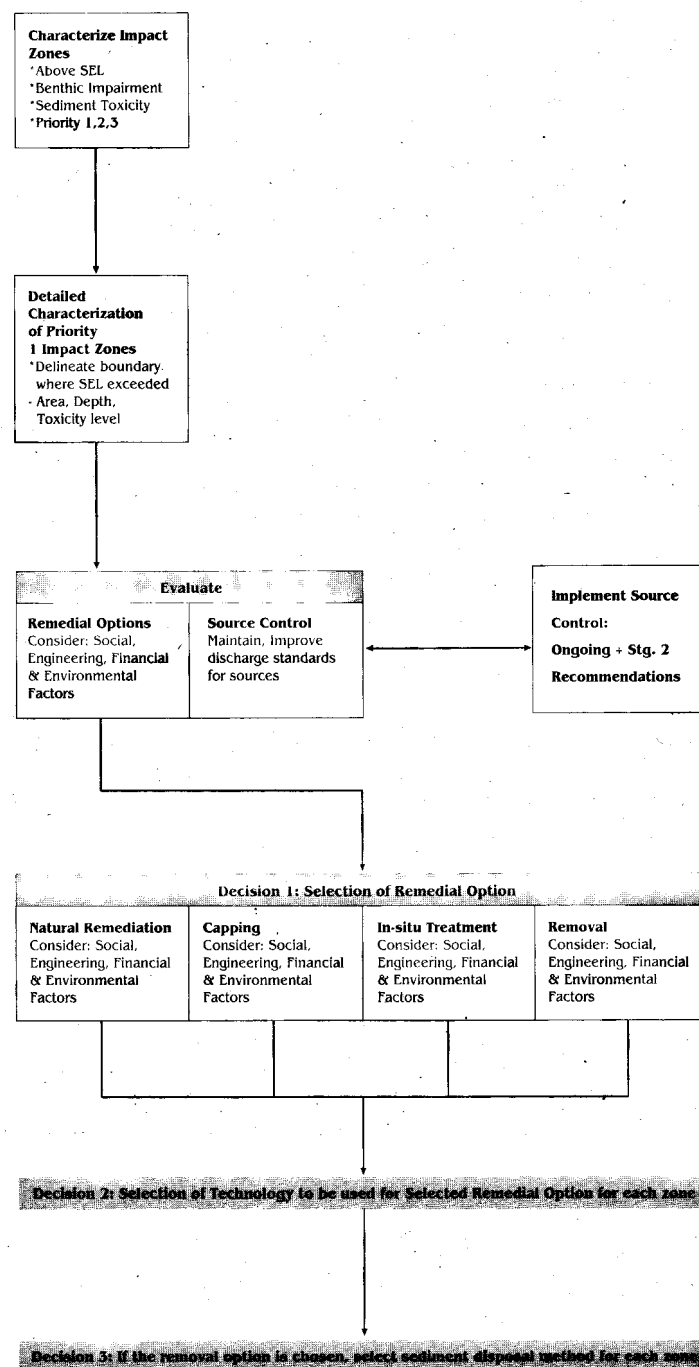 Characterize Impact
Zones
*Above SEL
*Benthic Impairment
*Sediment Toxicity
*Priority 1,2,3
Detailed
Characterization
of Priority
1 Impact Zones
*Delineate boundary
where SEL exceeded
- Area, Depth,
Toxicity level
Evaluate
Remedial Options
Consider: Social,
Engineering, Financial
& Environmental
Factors
Source Control
Maintain, improve
discharge standards
for sources
Implement Source
Control:
Ongoing + Stg. 2
Recommendations
Decision 1: Selection of Remedial Option
Natural Remediation
Consider: Social,
Engineering, Financial
& Environmental
Factors
Capping
Consider: Social,
Engineering, Financial
& Environmental
Factors
In-situ Treatment
Consider: Social,
Engineering, Financial
& Environmental
Factors
Removal
Consider: Social,
Engineering, Financial
& Environmental
Factors
Decision 2: Selection of Technology to be used for Selected Remedial Option for each zone
Decision 3: If the removal option is chosen, select sediment disposal method for each zone